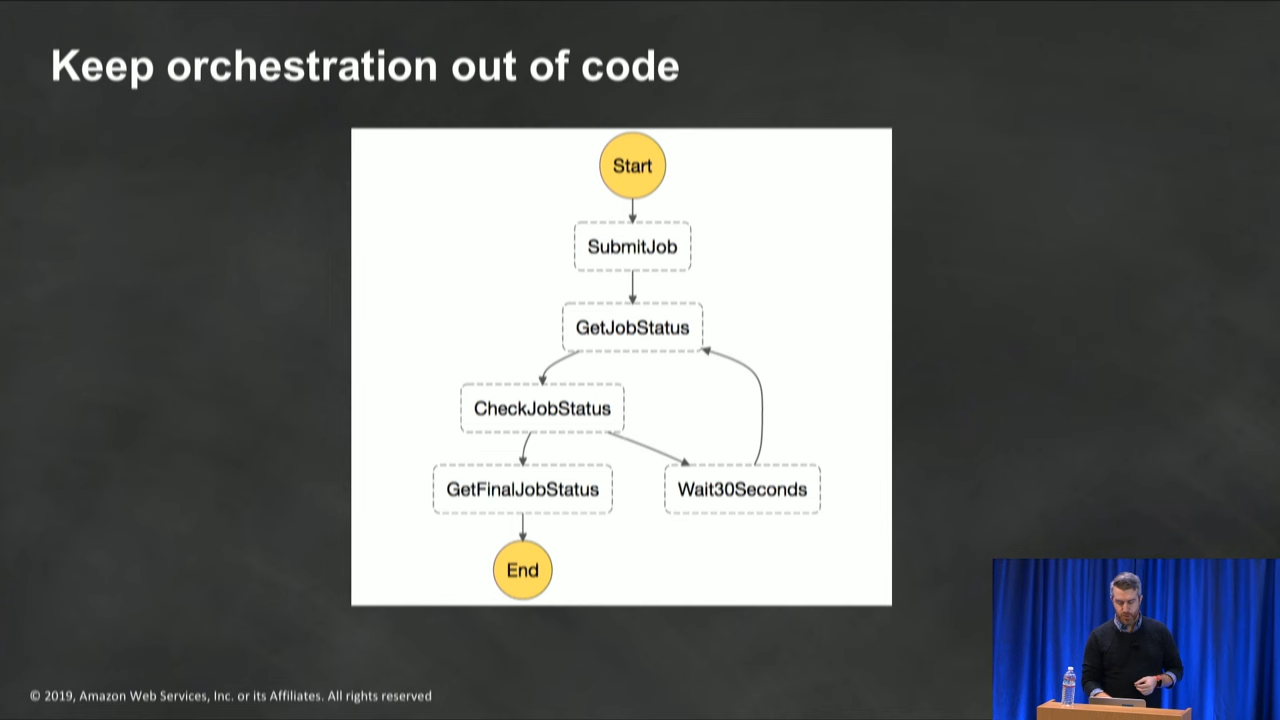 Keep orchestration out of code
Start
SubmitJob
GetJobStatus
CheckJobStatus
GetFinalJobStatus
Wait30Seconds
End
© 2019, Amazon Web Services, Inc. or its Affiliates. All rights reserved